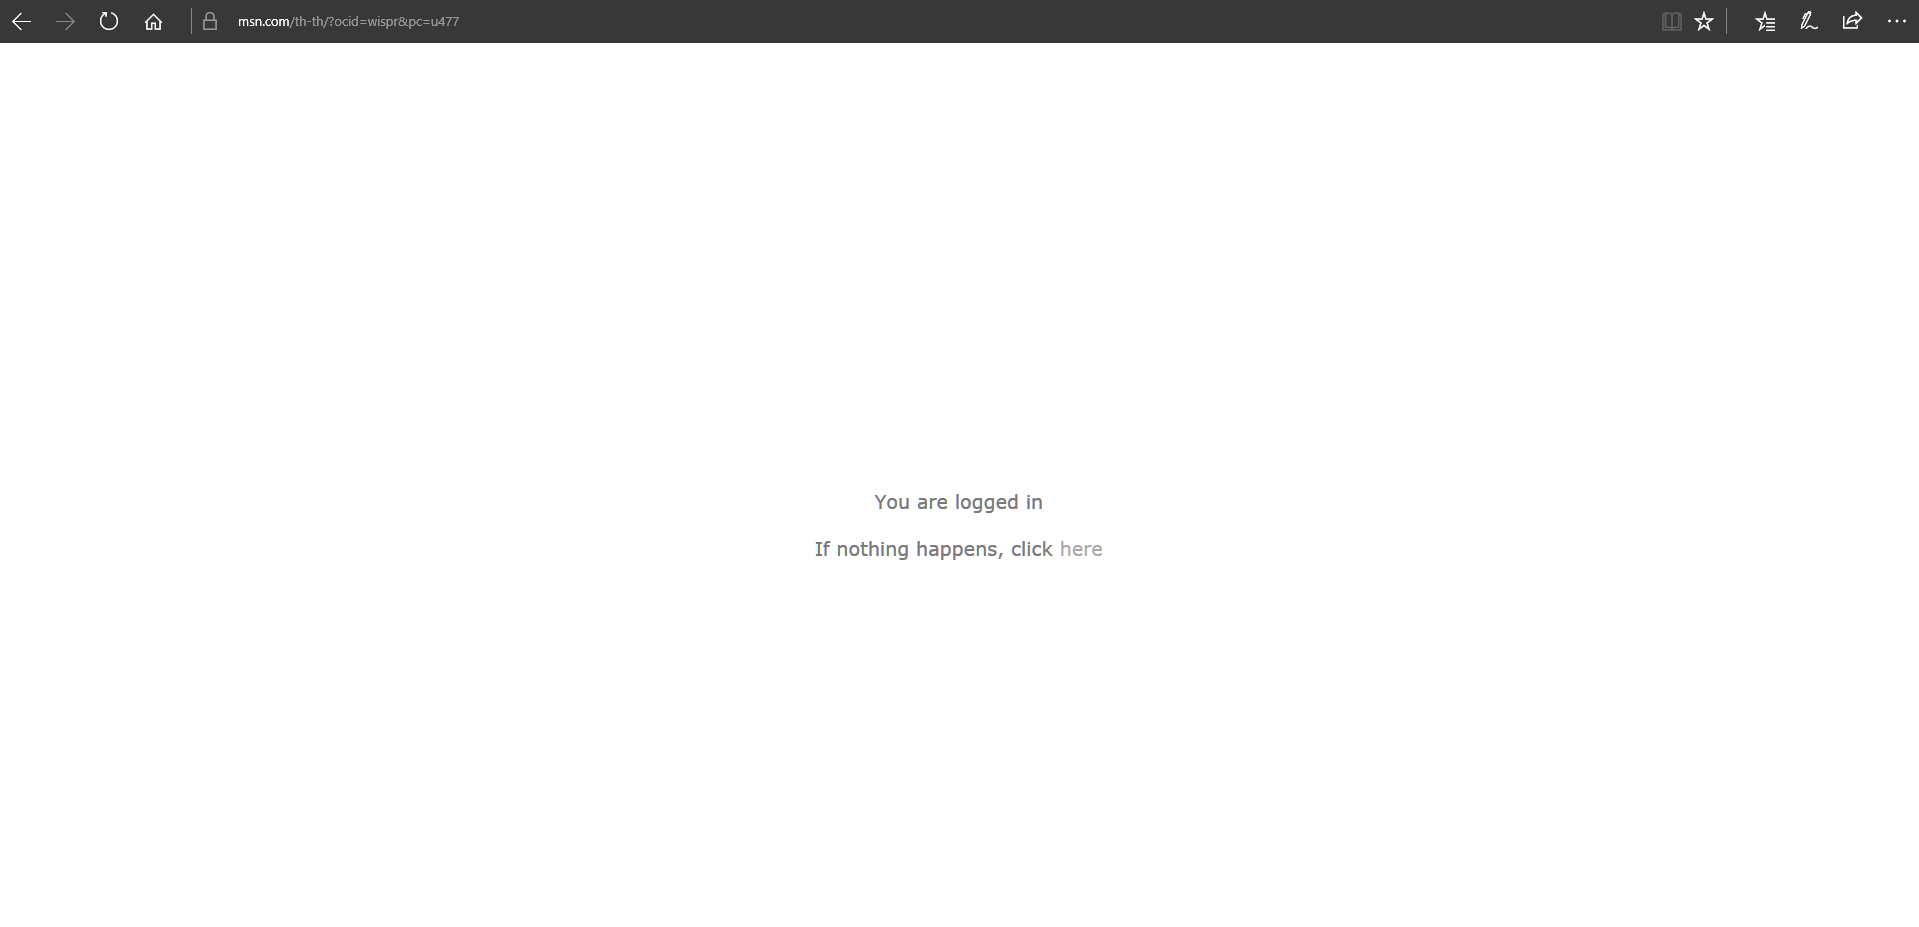 msn.com/th-th/?ocid=wispr&pc=u477
You are logged in
If nothing happens, click here